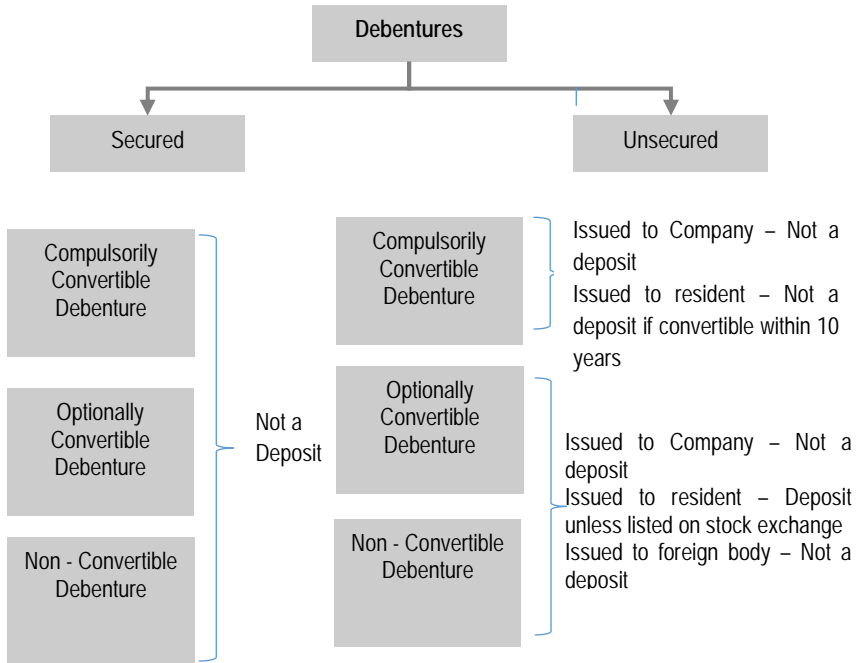 Debentures
Secured
Unsecured
Compulsorily
Convertible
Debenture
Optionally
Convertible
Debenture
Non - Convertible
Debenture
Not a
Deposit
Compulsorily
Convertible
Debenture
Issued to Company – Not a
deposit
Issued to resident – Not a
deposit if convertible within 10
years
Optionally
Convertible
Debenture
Non - Convertible
Debenture
Issued to Company – Not a
deposit
Issued to resident – Deposit
unless listed on stock exchange
Issued to foreign body – Not a
deposit